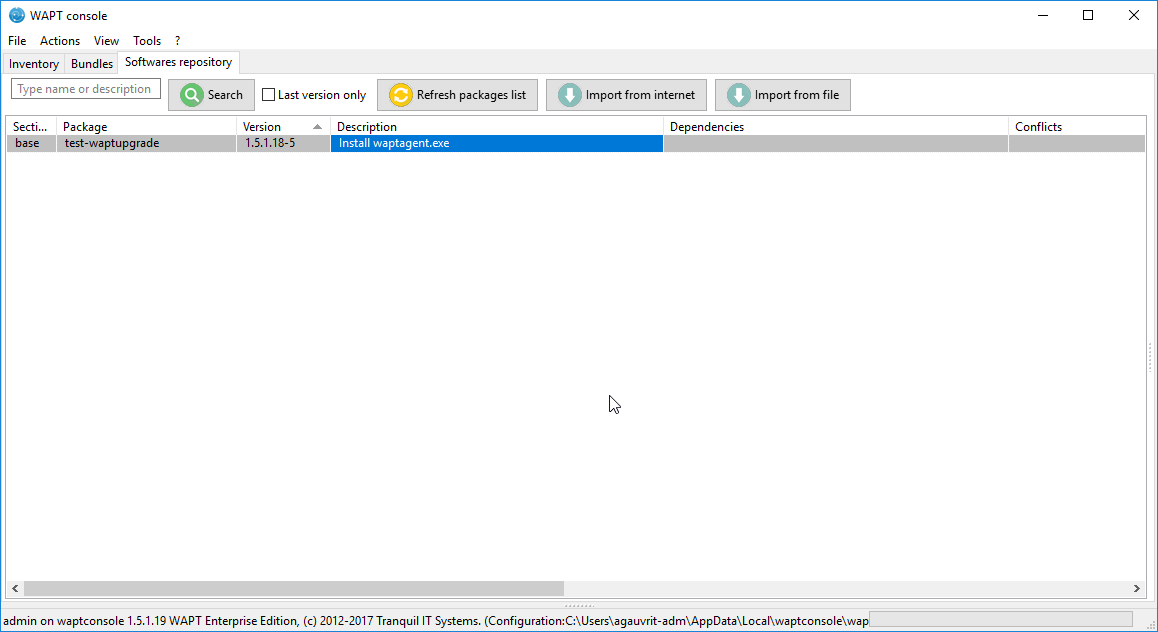 WAPT console
File Actions View Tools ?
Inventory Bundles Softwares repository
Type name or description Search Last version only Refresh packages list Import from internet Import from file
Secti... Package Version Description Dependencies Conflicts
base test-waptupgrade 1.5.1.18-5 Install waptagent.exe
admin on waptconsole 1.5.1.19 WAPT Enterprise Edition, (c) 2012-2017 Tranquil IT Systems. (Configuration:C:\Users\agauvrit-adm\AppData\Local\waptconsole\wap